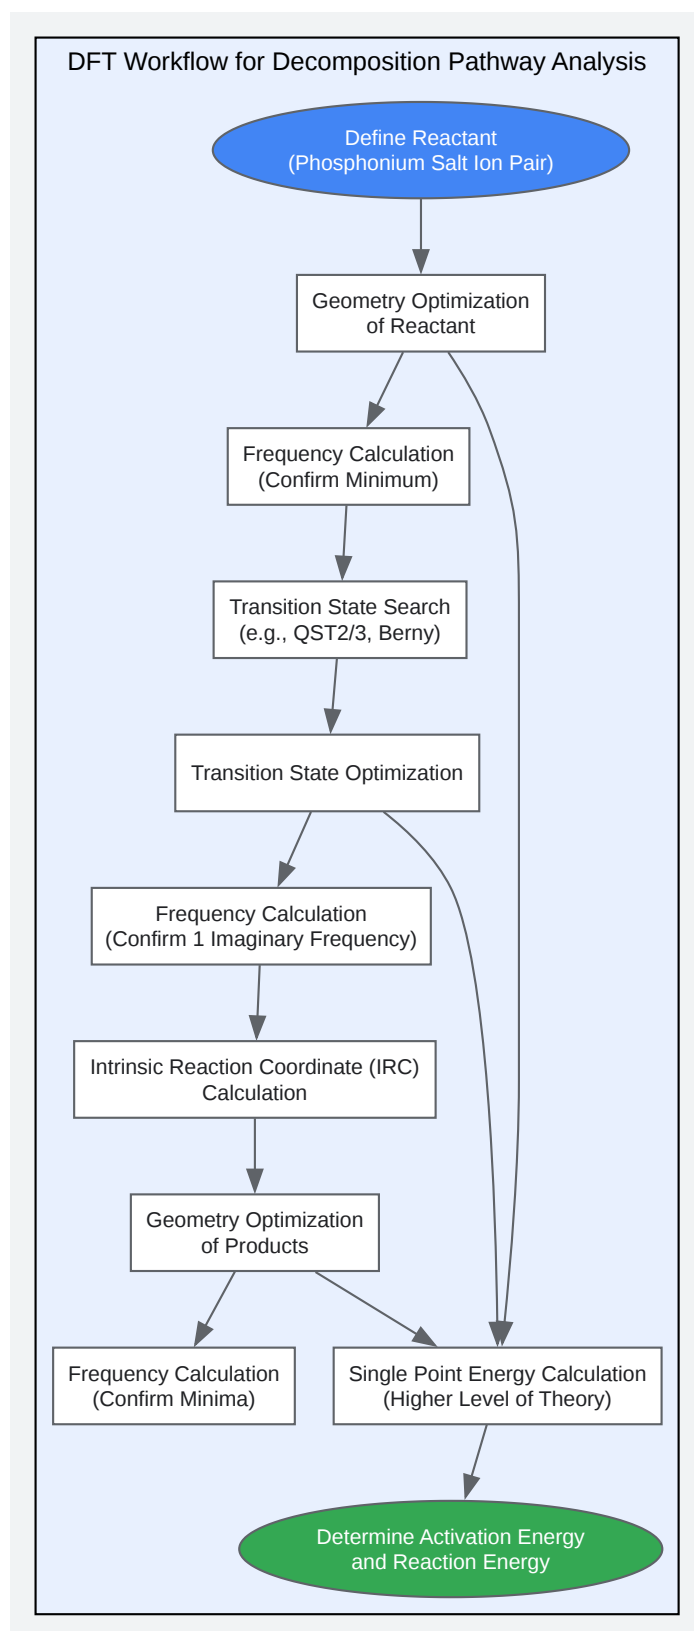 DFT Workflow for Decomposition Pathway Analysis
Define Reactant
(Phosphonium Salt Ion Pair)
Geometry Optimization
of Reactant
Frequency Calculation
(Confirm Minimum)
Transition State Search
(e.g., QST2/3, Berny)
Transition State Optimization
Frequency Calculation
(Confirm 1 Imaginary Frequency)
Intrinsic Reaction Coordinate (IRC)
Calculation
Geometry Optimization
of Products
Frequency Calculation
(Confirm Minima)
Single Point Energy Calculation
(Higher Level of Theory)
Determine Activation Energy
and Reaction Energy